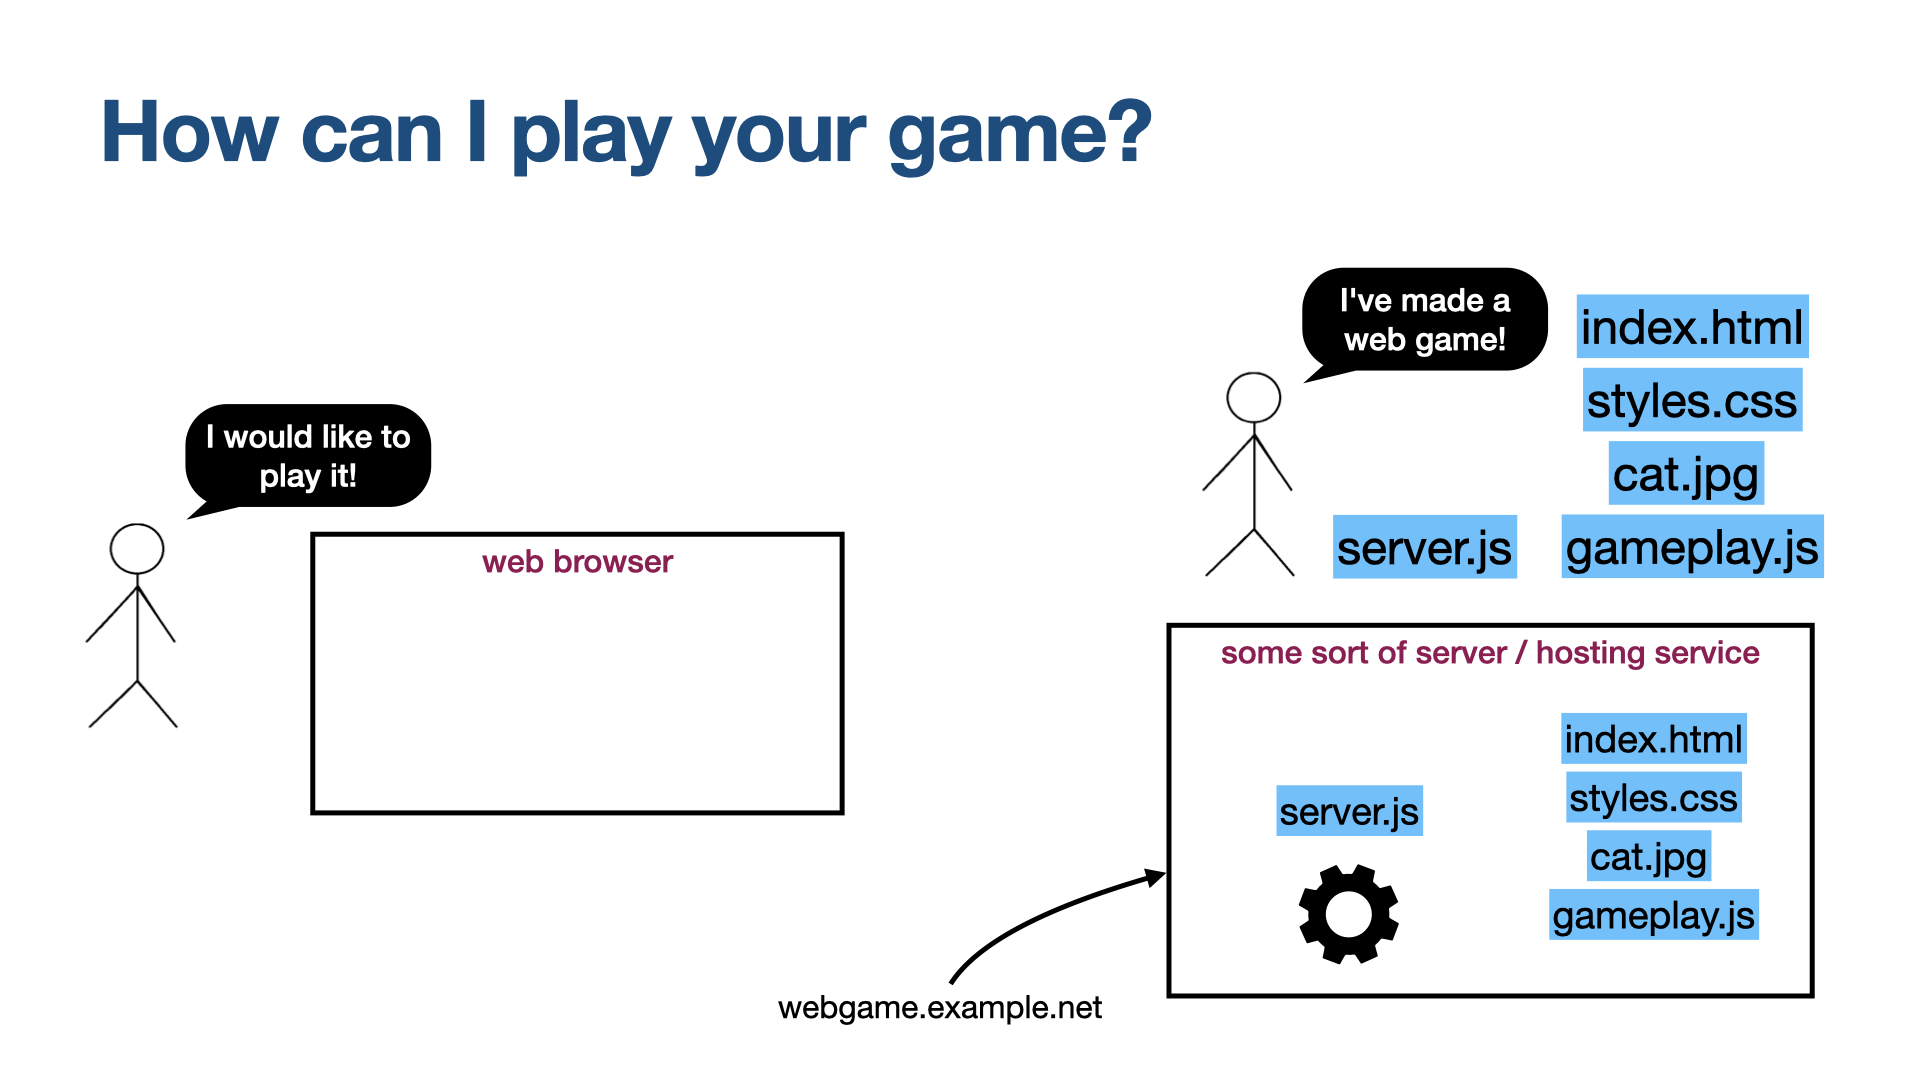 How can I play your game?
I would like to
play it!
web browser
I've made a
web game!
index.html
styles.css
cat.jpg
server.js
gameplay.js
some sort of server / hosting service
index.html
styles.css
server.js
cat.jpg
gameplay.js
webgame.example.net